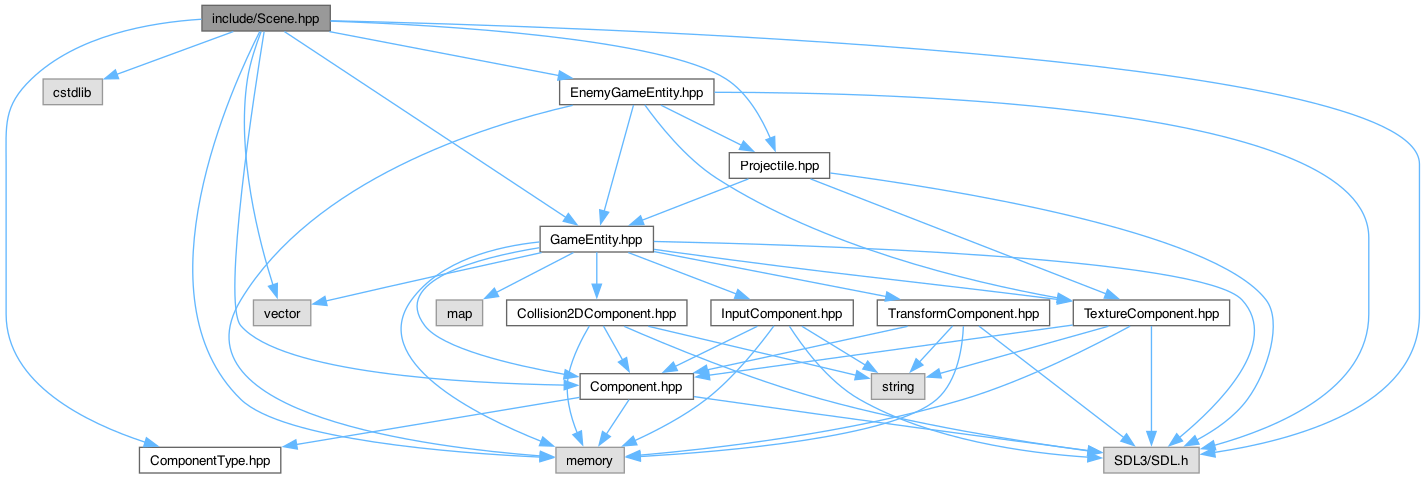 include/Scene.hpp
cstdlib
EnemyGameEntity.hpp
Projectile.hpp
GameEntity.hpp
vector
map
Collision2DComponent.hpp
InputComponent.hpp
TransformComponent.hpp
TextureComponent.hpp
Component.hpp
string
ComponentType.hpp
memory
SDL3/SDL.h